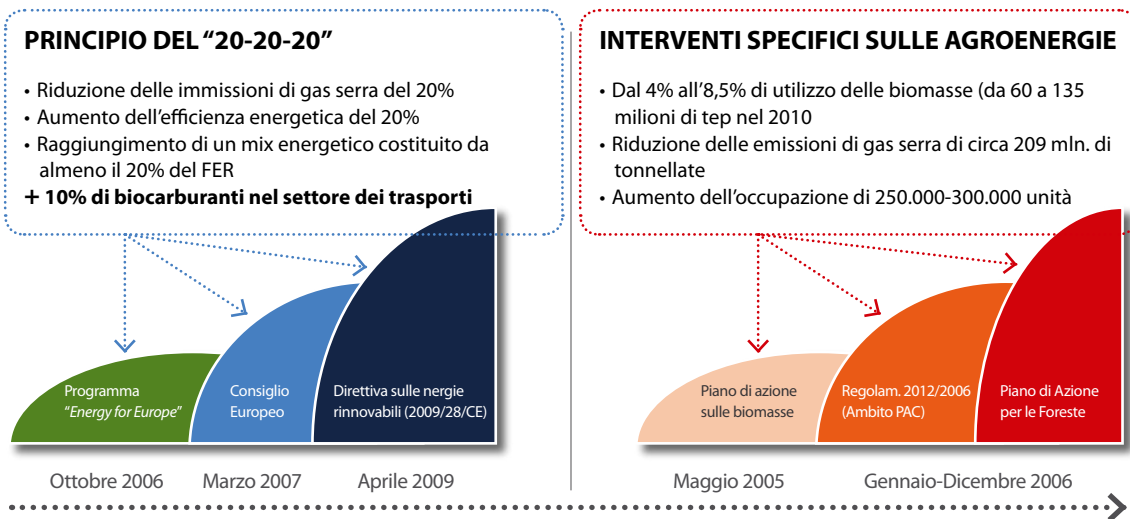 PRINCIPIO DEL “20-20-20”
• Riduzione delle immissioni di gas serra del 20%
• Aumento dell’efficienza energetica del 20%
• Raggiungimento di un mix energetico costituito da
almeno il 20% del FER
+ 10% di biocarburanti nel settore dei trasporti
Programma
“Energy for Europe”
Consiglio
Europeo
Direttiva sulle nergie
rinnovabili (2009/28/CE)
Ottobre 2006
Marzo 2007
Aprile 2009
INTERVENTI SPECIFICI SULLE AGROENERGIE
• Dal 4% all’8,5% di utilizzo delle biomasse (da 60 a 135
milioni di tep nel 2010
• Riduzione delle emissioni di gas serra di circa 209 mln. di
tonnellate
• Aumento dell’occupazione di 250.000-300.000 unità
Piano di azione
sulle biomasse
Regolam. 2012/2006
(Ambito PAC)
Piano di Azione
per le Foreste
Maggio 2005
Gennaio-Dicembre 2006